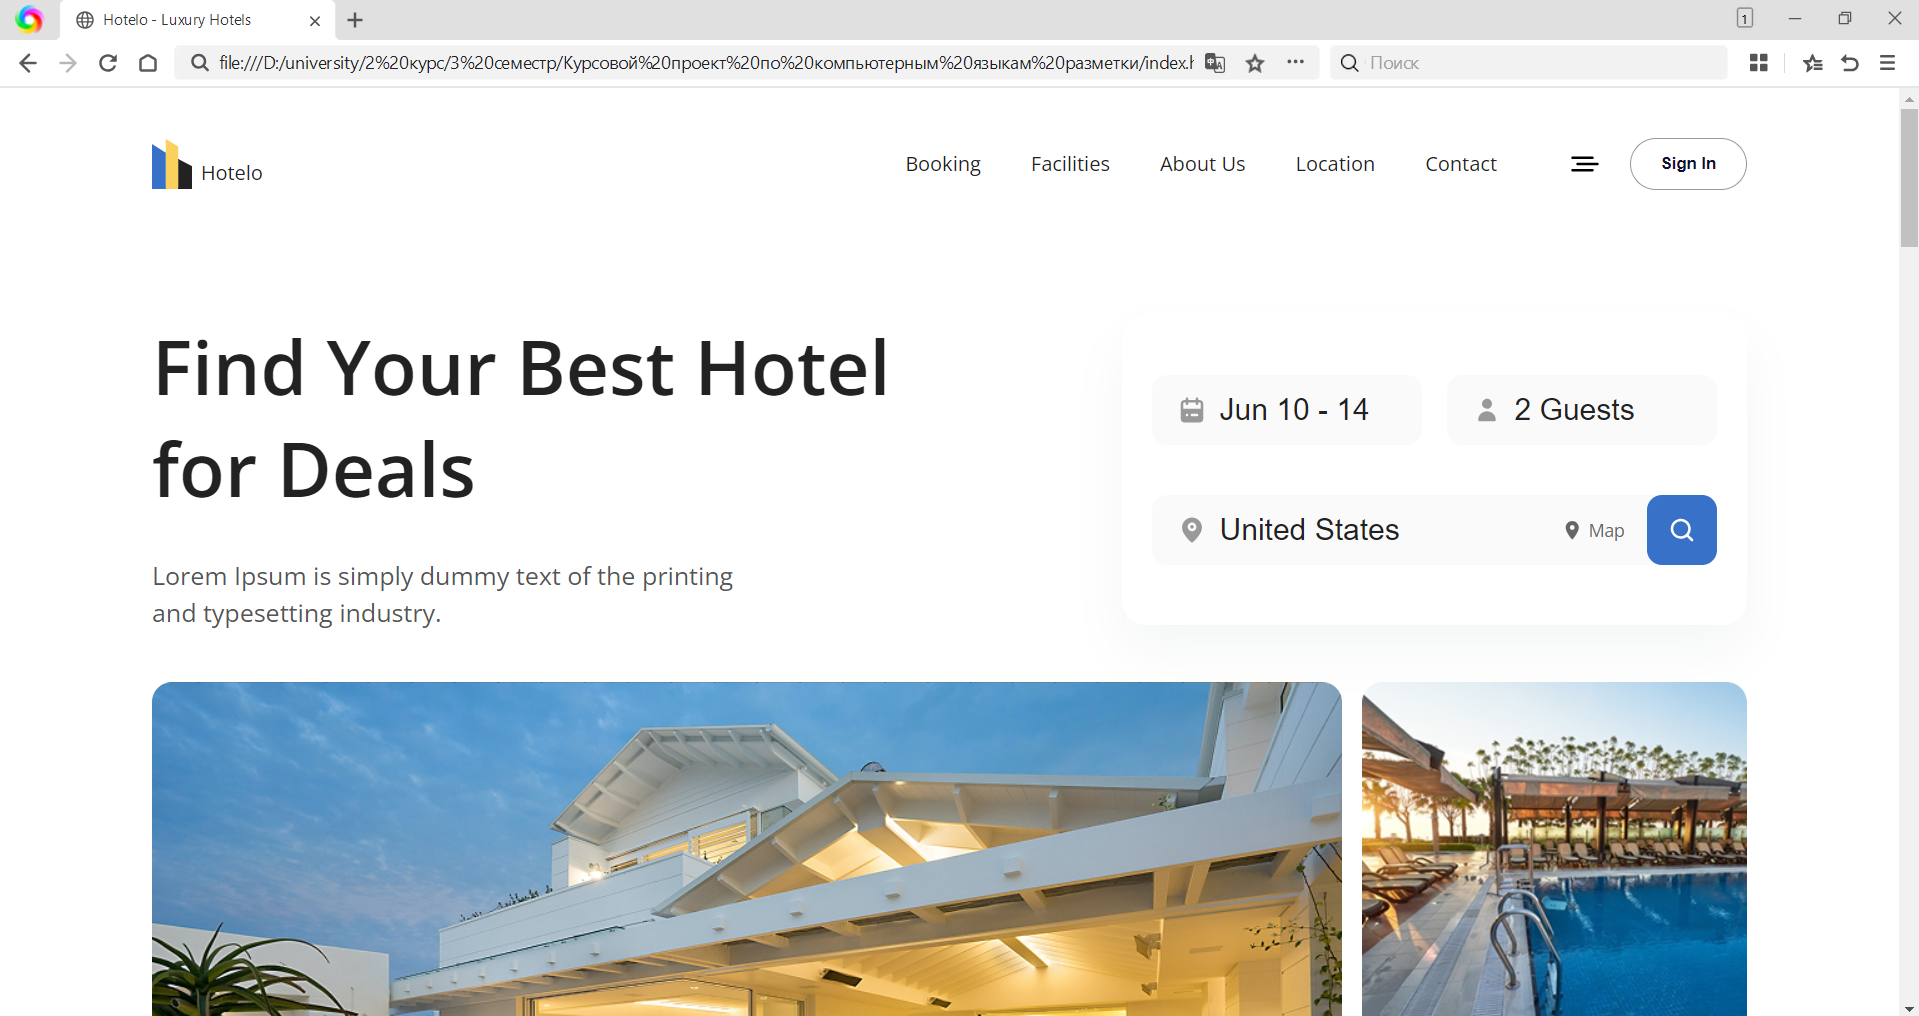 Hotelo - Luxury Hotels
1
file:///D:/university/2%20курс/3%20семестр/Курсовой%20проект%20по%20компьютерным%20языкам%20разметки/index.h
Поиск
Hotelo
Booking Facilities About Us Location Contact Sign In
Find Your Best Hotel
for Deals
Jun 10 - 14
2 Guests
United States
Map
Lorem Ipsum is simply dummy text of the printing
and typesetting industry.